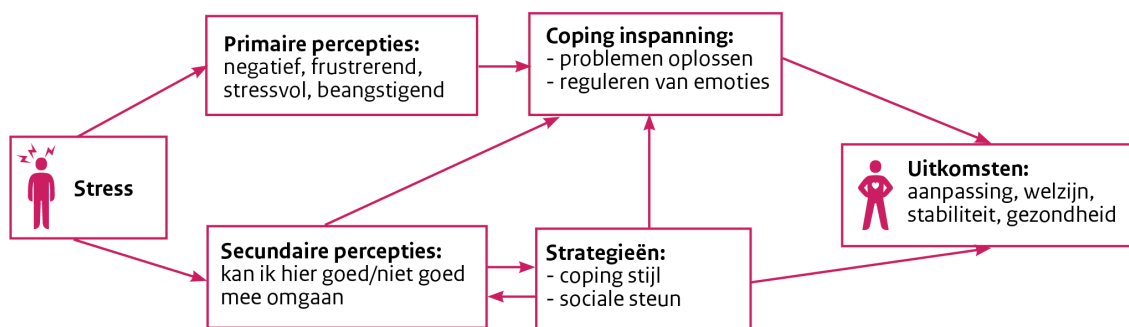 Stress
Primaire percepties:
negatief, frustrerend,
stressvol, beangstigend
Coping inspanning:
- problemen oplossen
- reguleren van emoties
Secundaire percepties:
kan ik hier goed/niet goed
mee omgaan
Strategieën:
- coping stijl
- sociale steun
Uitkomsten:
aanpassing, welzijn,
stabiliteit, gezondheid